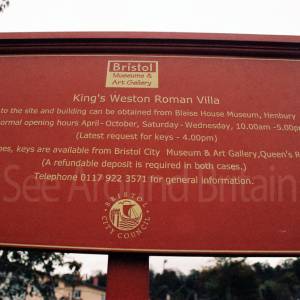 Bristol
Museums &
Art Gallery
King's Weston Roman Villa
to the site and building can be obtained from Blaise House Museum, Henbury
normal opening hours April - October, Saturday - Wednesday, 10.00am - 5.00p
(Latest request for keys - 4.00pm)
es, keys are available from Bristol City Museum & Art Gallery, Queen's R
(A refundable deposit is required in both cases.)
Telephone 0117 922 3571 for general information.
See Around Britain
BRISTOL
CITY COUNCIL